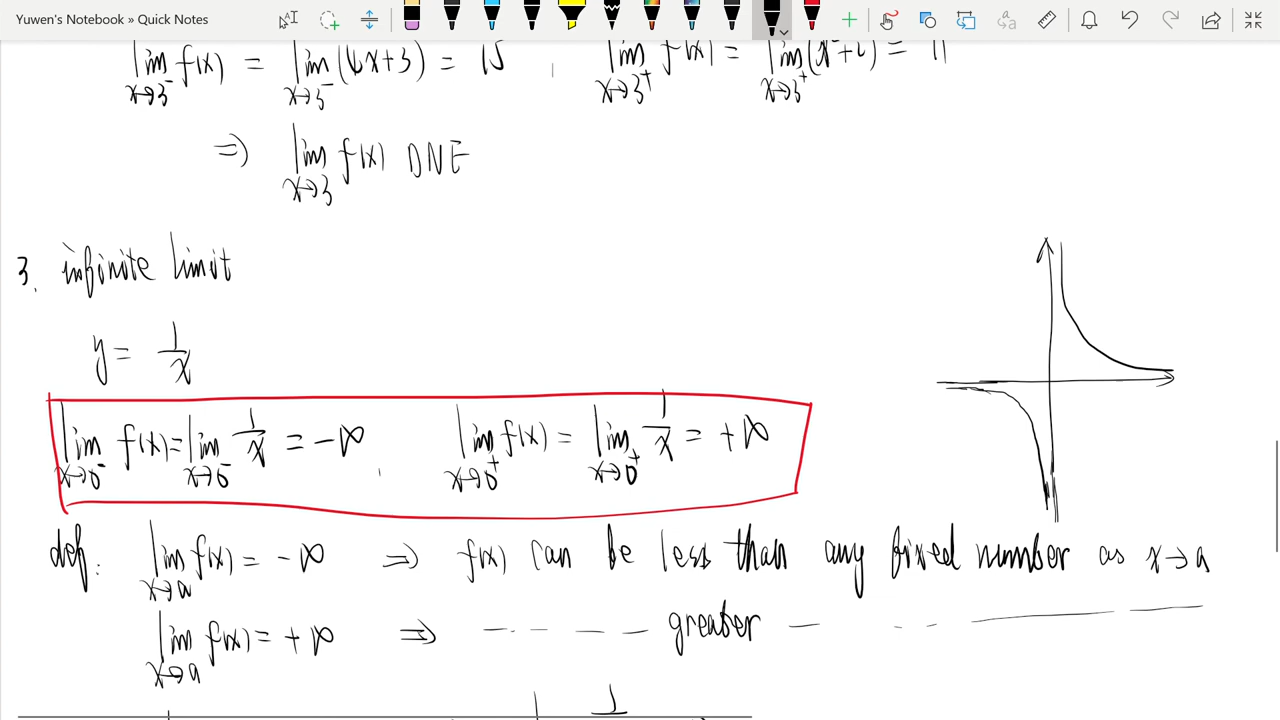 Yuwen's Notebook » Quick Notes
lim x→3⁻ f(x) = lim x→3⁻ (4x+3) = 15 , lim x→3⁺ f(x) = lim x→3⁺ (x²+2) = 11
⇒ lim x→3 f(x) DNE
3. infinite limit
y = 1/x
lim x→0⁻ f(x) = lim x→0⁻ 1/x = -∞ , lim x→0⁺ f(x) = lim x→0⁺ 1/x = +∞
def: lim x→a f(x) = -∞ ⇒ f(x) can be less than any fixed number as x→a
lim x→a f(x) = +∞ ⇒ greater